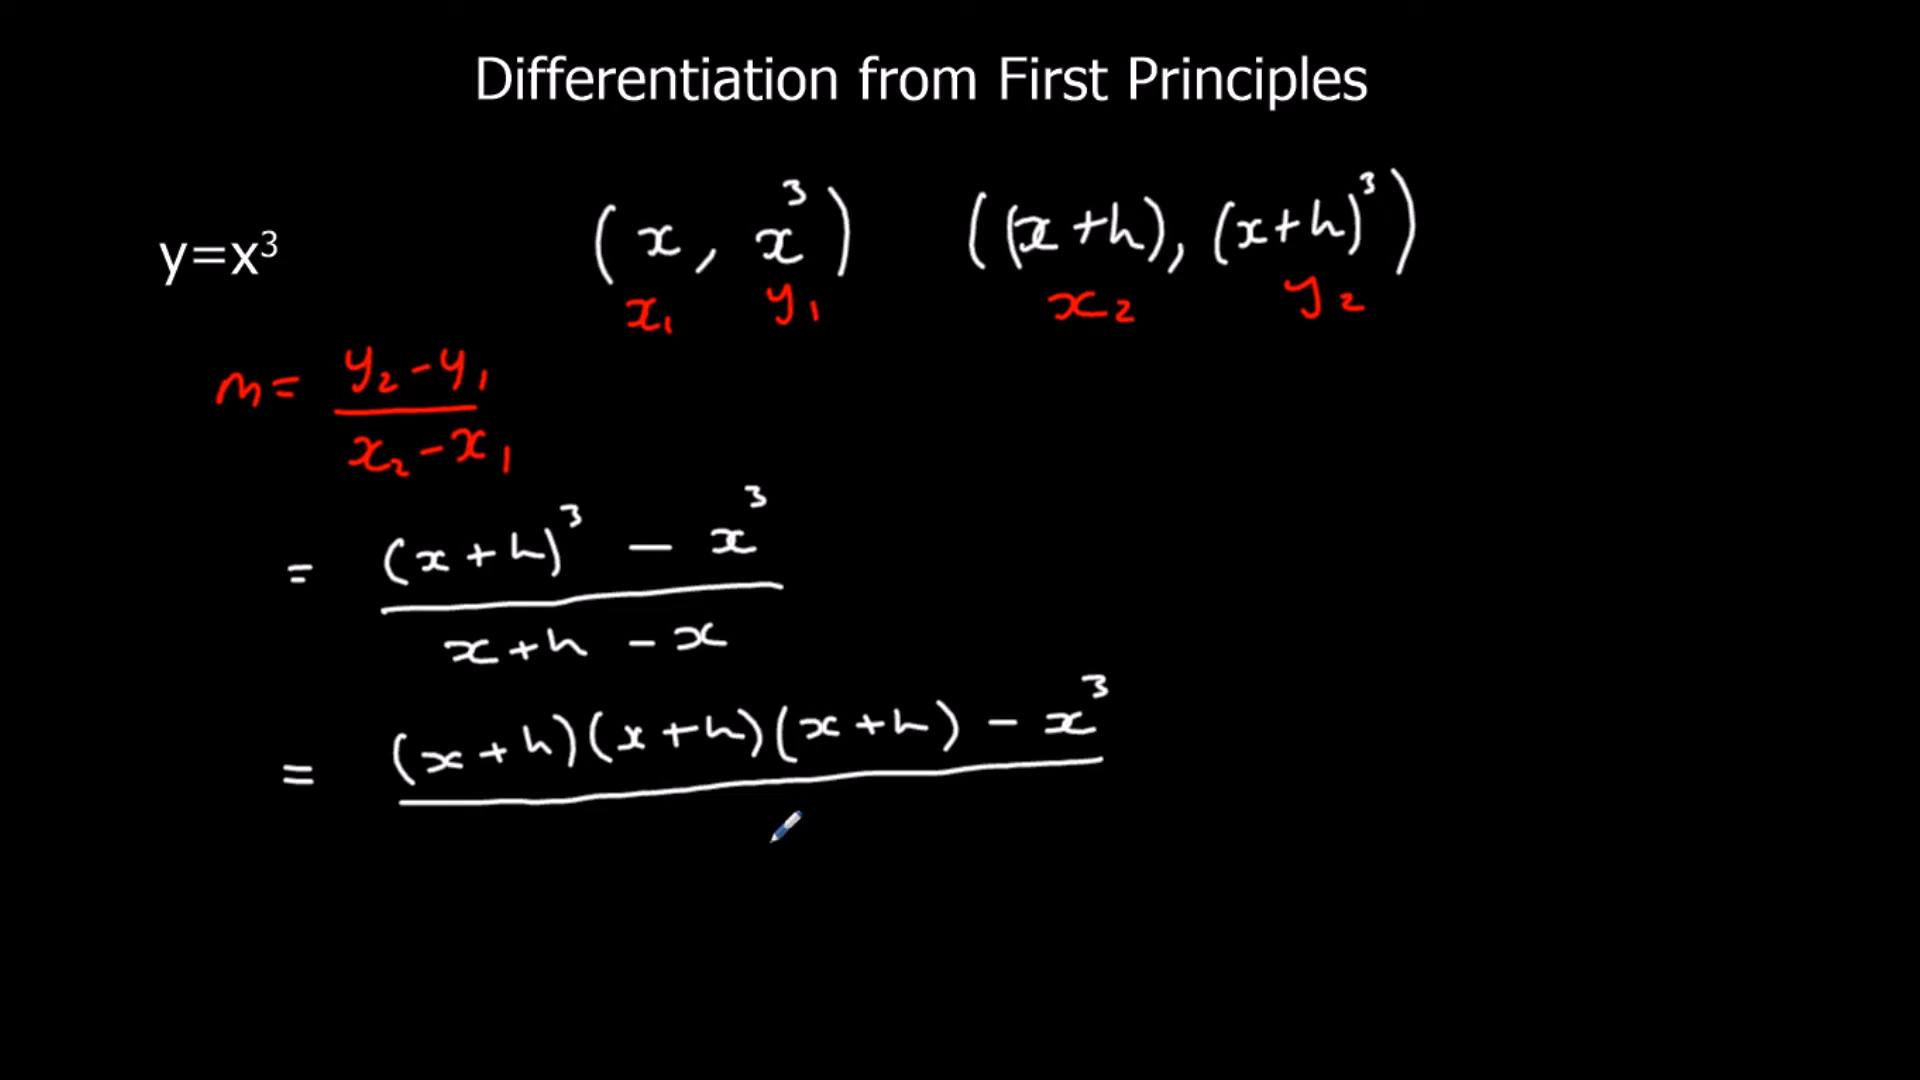 Differentiation from First Principles
y=x³ (x, x³) ((x+h), (x+h)³)
x₁ y₁ x₂ y₂
m = y₂-y₁
x₂-x₁
= (x+h)³ - x³
x+h - x
= (x+h)(x+h)(x+h) - x³